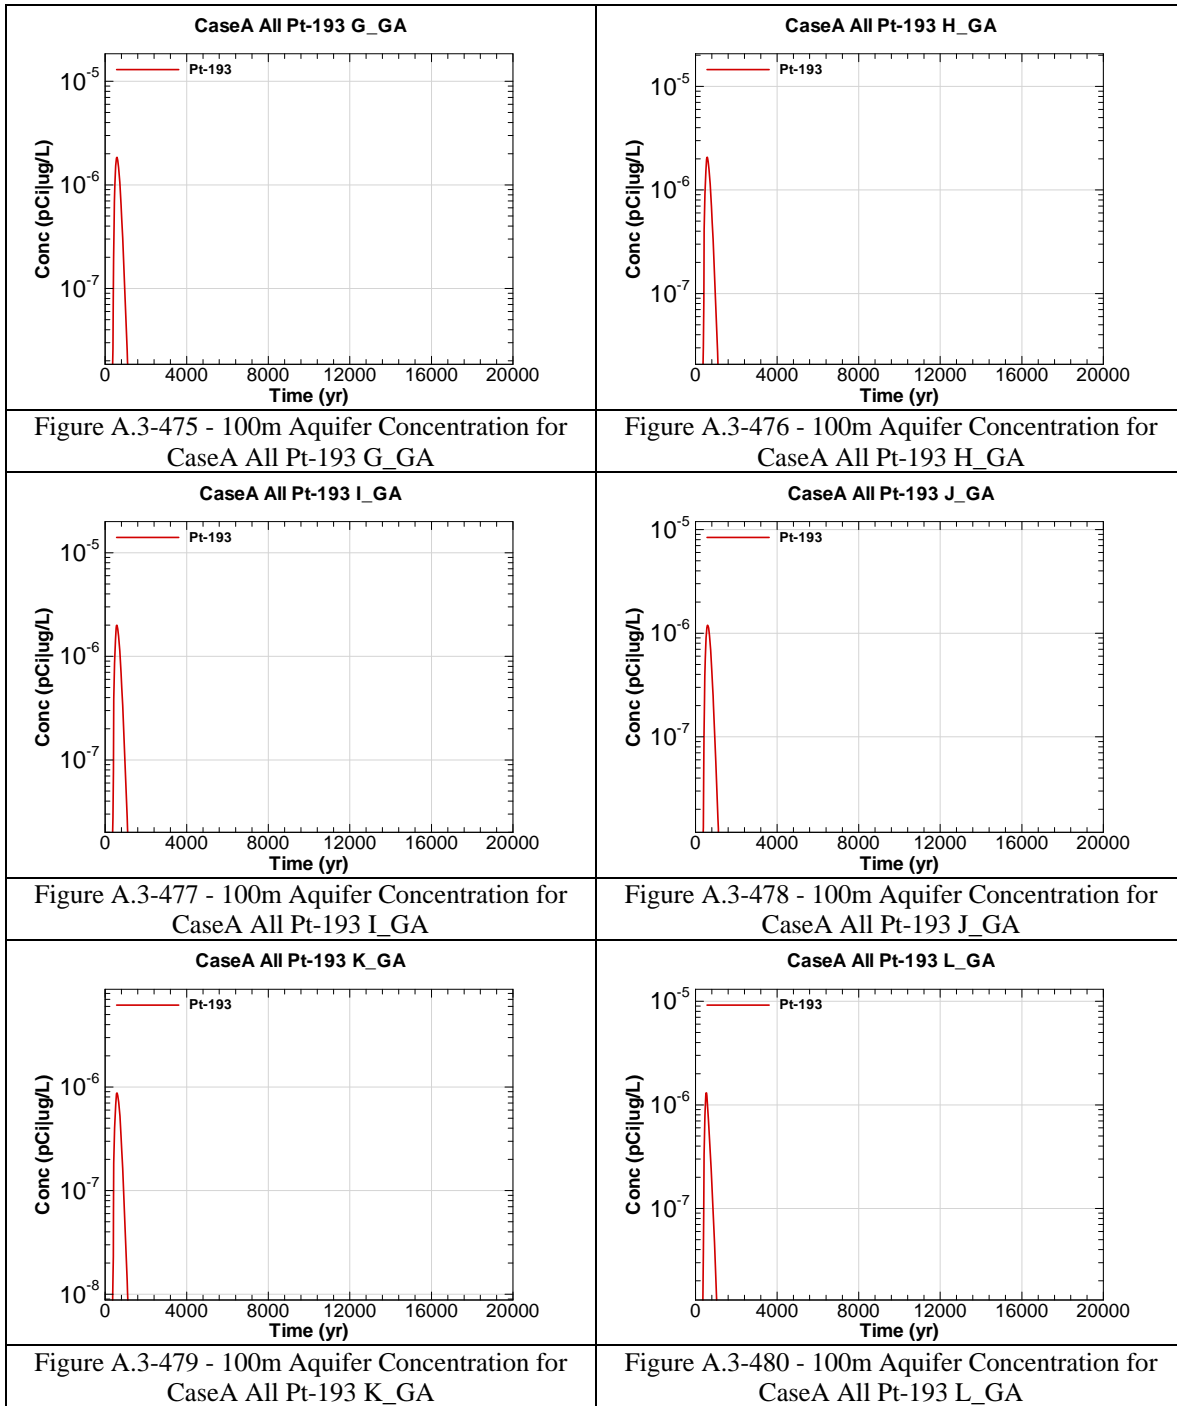 CaseA All Pt-193 G_GA
Pt-193
10-5
10-6
10-7
Conc (pCi|ug/L)
0 4000 8000 12000 16000 20000
Time (yr)
Figure A.3-475 - 100m Aquifer Concentration for
CaseA All Pt-193 G_GA
CaseA All Pt-193 H_GA
Pt-193
10-5
10-6
10-7
Conc (pCi|ug/L)
0 4000 8000 12000 16000 20000
Time (yr)
Figure A.3-476 - 100m Aquifer Concentration for
CaseA All Pt-193 H_GA
CaseA All Pt-193 I_GA
Pt-193
10-5
10-6
10-7
Conc (pCi|ug/L)
0 4000 8000 12000 16000 20000
Time (yr)
Figure A.3-477 - 100m Aquifer Concentration for
CaseA All Pt-193 I_GA
CaseA All Pt-193 J_GA
Pt-193
10-5
10-6
10-7
Conc (pCi|ug/L)
0 4000 8000 12000 16000 20000
Time (yr)
Figure A.3-478 - 100m Aquifer Concentration for
CaseA All Pt-193 J_GA
CaseA All Pt-193 K_GA
Pt-193
10-6
10-7
10-8
Conc (pCi|ug/L)
0 4000 8000 12000 16000 20000
Time (yr)
Figure A.3-479 - 100m Aquifer Concentration for
CaseA All Pt-193 K_GA
CaseA All Pt-193 L_GA
Pt-193
10-5
10-6
10-7
Conc (pCi|ug/L)
0 4000 8000 12000 16000 20000
Time (yr)
Figure A.3-480 - 100m Aquifer Concentration for
CaseA All Pt-193 L_GA